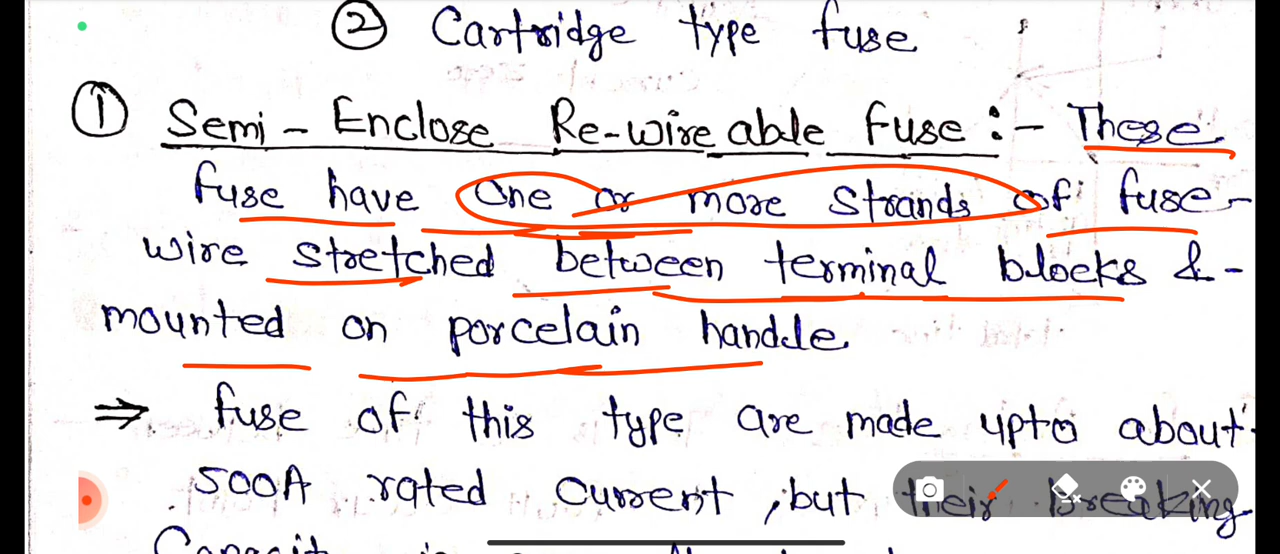 ② Cartridge type fuse
① Semi - Enclose Re-wireable fuse :- These
fuse have One or more Strands of fuse-
wire stretched between terminal blocks & -
mounted on porcelain handle
⇒ fuse of this type are made upto about
500A rated Current, but their breaking
Capacit